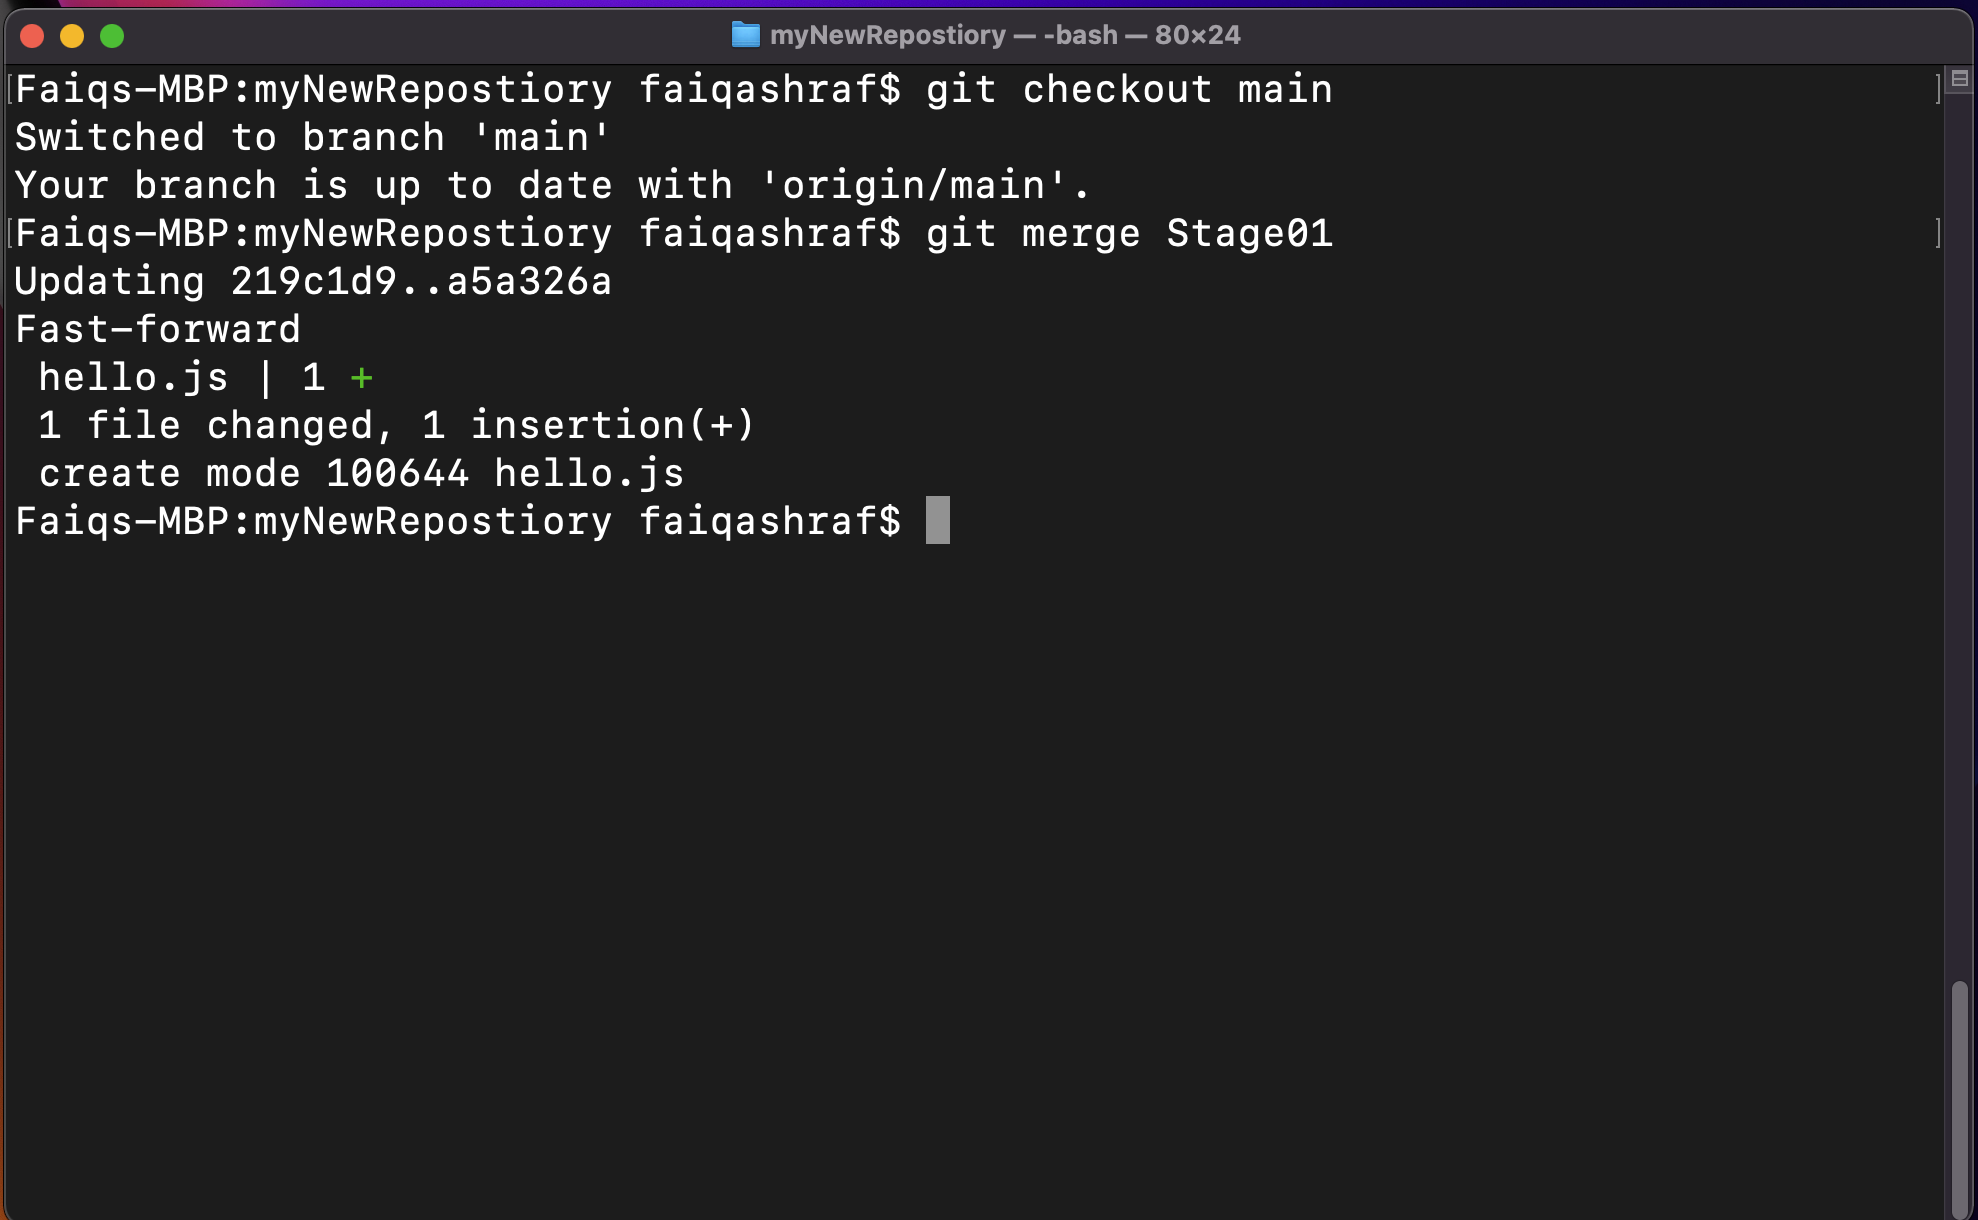 myNewRepostiory — -bash — 80×24
[Faiqs-MBP:myNewRepostiory faiqashraf$ git checkout main ]
Switched to branch 'main'
Your branch is up to date with 'origin/main'.
[Faiqs-MBP:myNewRepostiory faiqashraf$ git merge Stage01 ]
Updating 219c1d9..a5a326a
Fast-forward
 hello.js | 1 +
 1 file changed, 1 insertion(+)
 create mode 100644 hello.js
Faiqs-MBP:myNewRepostiory faiqashraf$